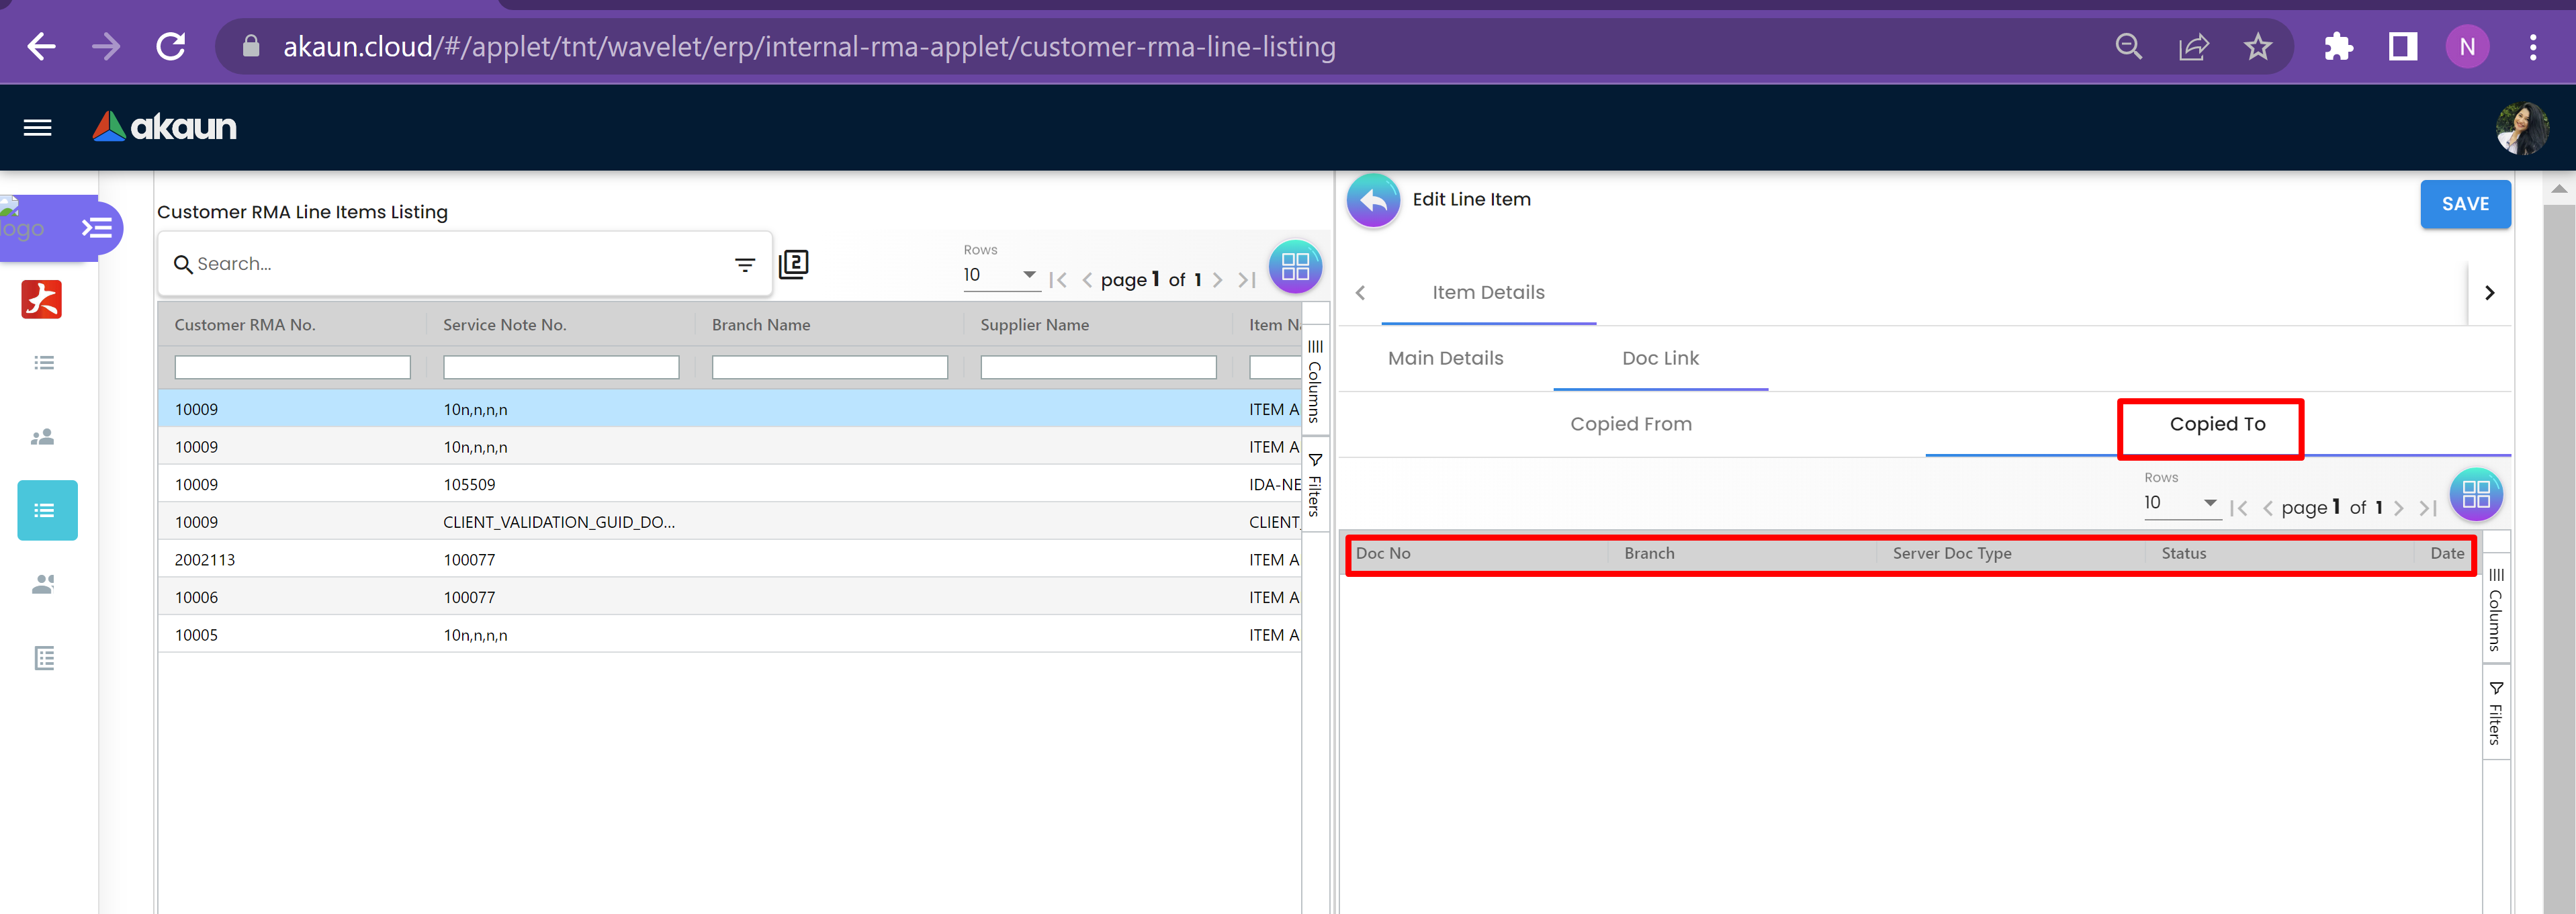 akaun.cloud/#/applet/tnt/wavelet/erp/internal-rma-applet/customer-rma-line-listing
N
akaun
logo
Customer RMA Line Items Listing
Search...
2
Rows
10
page 1 of 1
Customer RMA No. Service Note No. Branch Name Supplier Name Item N
10009 10n,n,n,n ITEM A
10009 10n,n,n,n ITEM A
10009 105509 IDA-NE
10009 CLIENT_VALIDATION_GUID_DO... CLIENT_
2002113 100077 ITEM A
10006 100077 ITEM A
10005 10n,n,n,n ITEM A
Columns
Filters
Edit Line Item
SAVE
Item Details
Main Details Doc Link
Copied From Copied To
Rows
10
page 1 of 1
Doc No Branch Server Doc Type Status Date
Columns
Filters